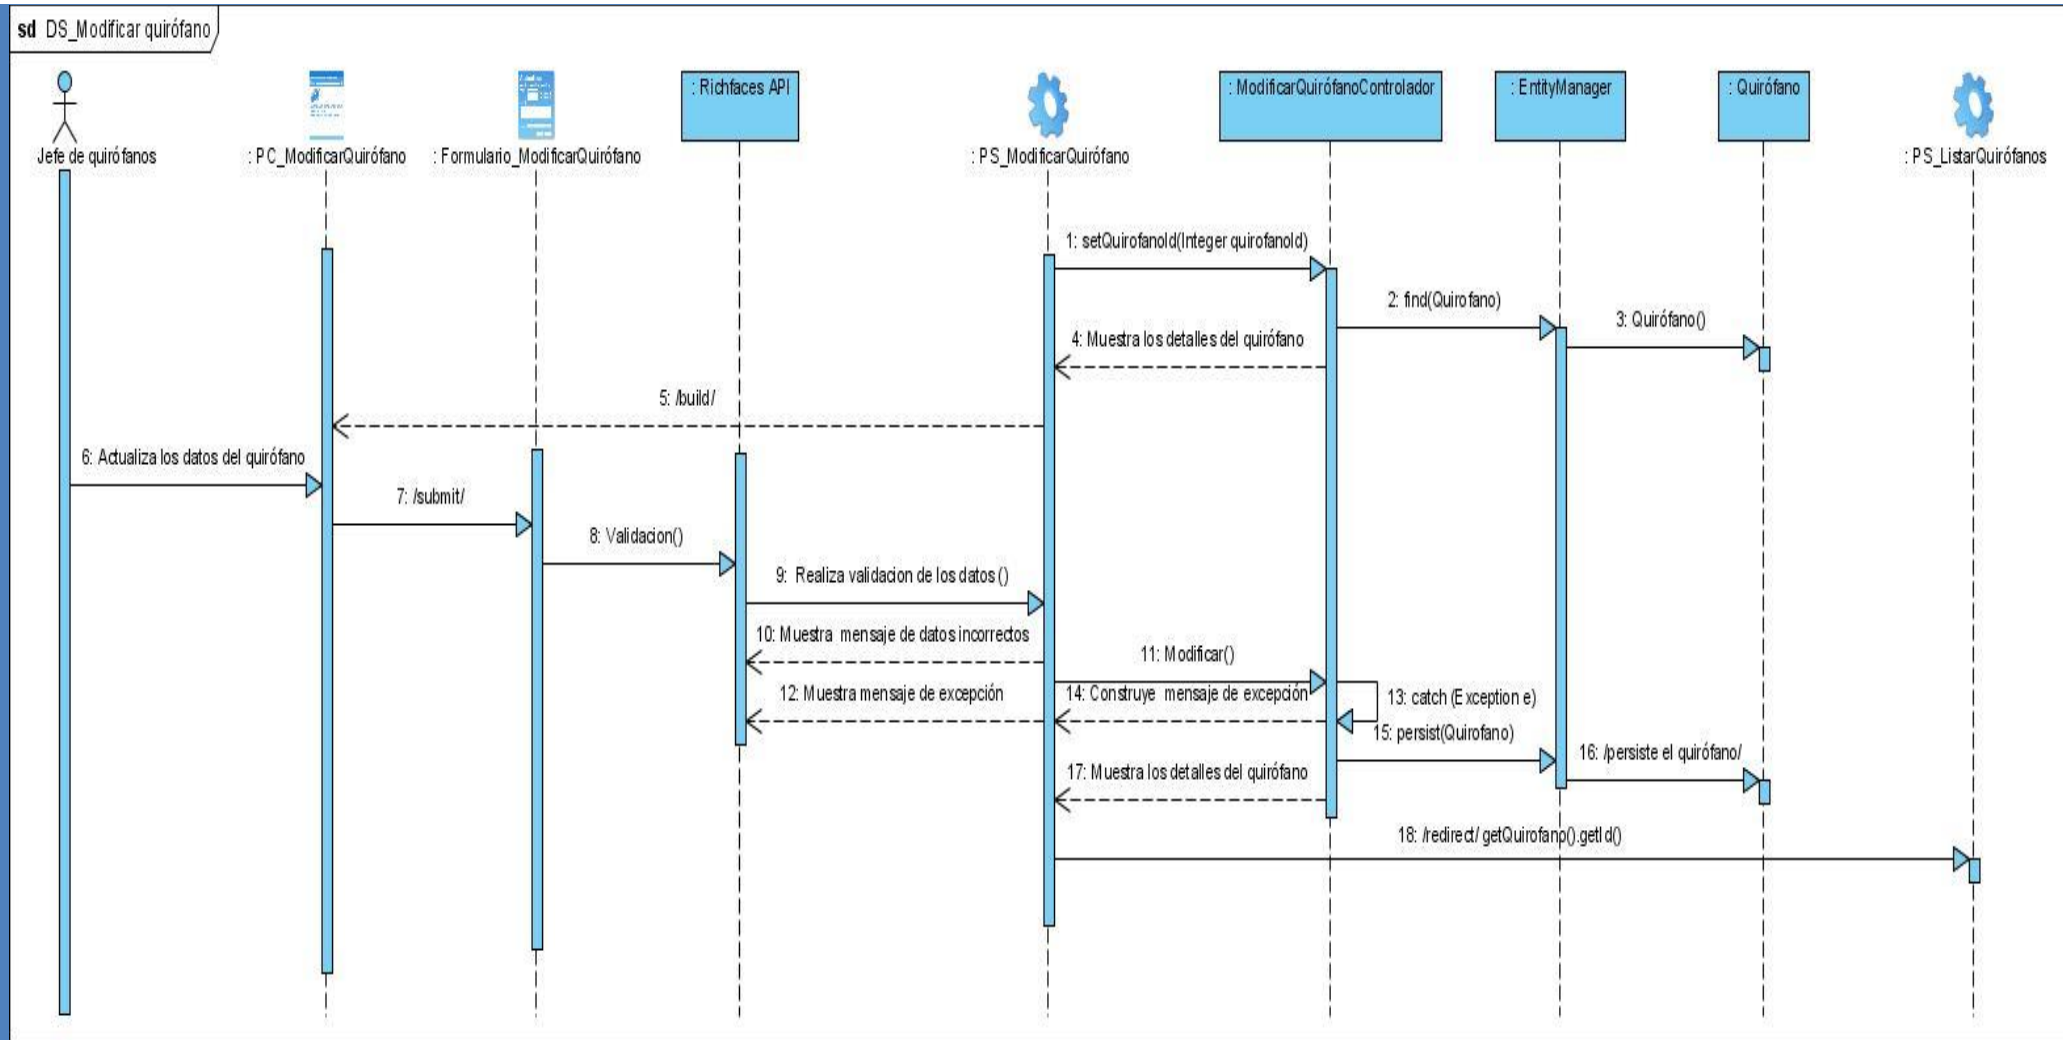 sd DS_Modificar quirófano
: Richfaces API
: ModificarQuirófanoControlador
: EntityManager
: Quirófano
Jefe de quirófanos
: PC_ModificarQuirófano
: Formulario_ModificarQuirófano
: PS_ModificarQuirófano
: PS_ListarQuirófanos
1: setQuirofanoId(Integer quirofanoId)
2: find(Quirofano)
3: Quirófano()
4: Muestra los detalles del quirófano
5: /build/
6: Actualiza los datos del quirófano
7: /submit/
8: Validacion()
9: Realiza validacion de los datos ()
10: Muestra mensaje de datos incorrectos
11: Modificar()
12: Muestra mensaje de excepción
14: Construye mensaje de excepción
13: catch (Exception e)
15: persist(Quirofano)
16: /persiste el quirófano/
17: Muestra los detalles del quirófano
18: /redirect/ getQuirofano().getId()